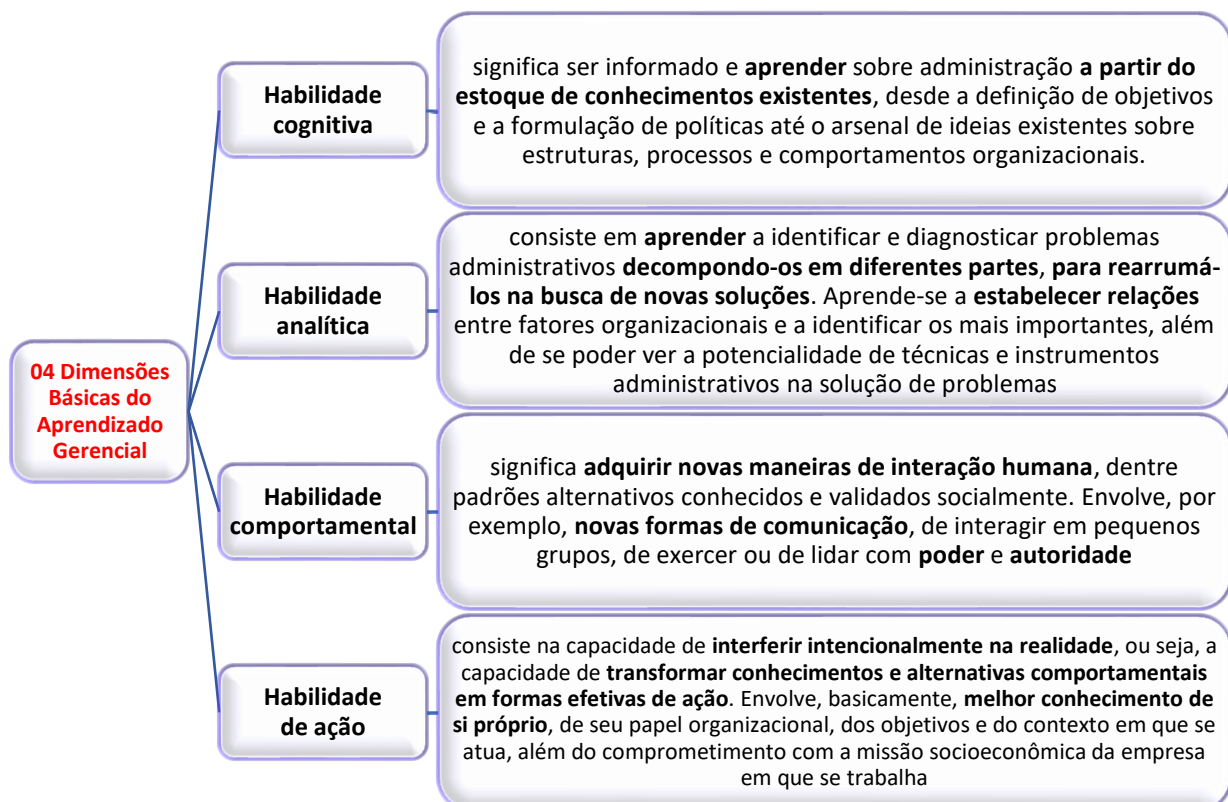 04 Dimensões
Básicas do
Aprendizado
Gerencial
Habilidade
cognitiva
significa ser informado e aprender sobre administração a partir do
estoque de conhecimentos existentes, desde a definição de objetivos
e a formulação de políticas até o arsenal de ideias existentes sobre
estruturas, processos e comportamentos organizacionais.
Habilidade
analítica
consiste em aprender a identificar e diagnosticar problemas
administrativos decompondo-os em diferentes partes, para rearrumá-
los na busca de novas soluções. Aprende-se a estabelecer relações
entre fatores organizacionais e a identificar os mais importantes, além
de se poder ver a potencialidade de técnicas e instrumentos
administrativos na solução de problemas
Habilidade
comportamental
significa adquirir novas maneiras de interação humana, dentre
padrões alternativos conhecidos e validados socialmente. Envolve, por
exemplo, novas formas de comunicação, de interagir em pequenos
grupos, de exercer ou de lidar com poder e autoridade
Habilidade
de ação
consiste na capacidade de interferir intencionalmente na realidade, ou seja, a
capacidade de transformar conhecimentos e alternativas comportamentais
em formas efetivas de ação. Envolve, basicamente, melhor conhecimento de
si próprio, de seu papel organizacional, dos objetivos e do contexto em que se
atua, além do comprometimento com a missão socioeconômica da empresa
em que se trabalha